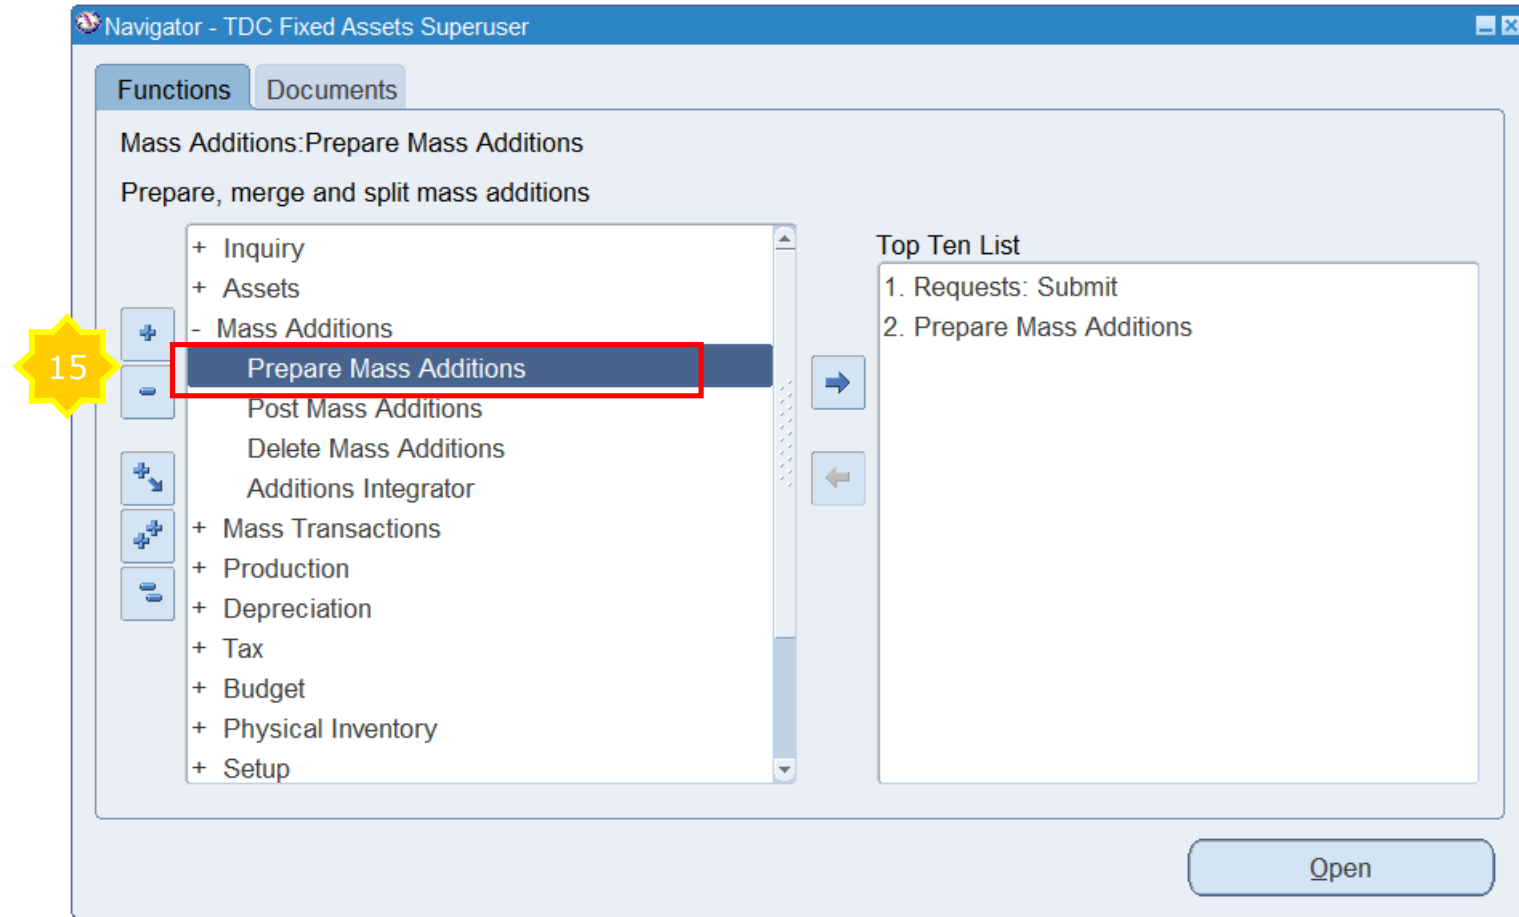 Navigator - TDC Fixed Assets Superuser
Functions
Documents
Mass Additions:Prepare Mass Additions
Prepare, merge and split mass additions
+ Inquiry
+ Assets
- Mass Additions
Prepare Mass Additions
Post Mass Additions
Delete Mass Additions
Additions Integrator
+ Mass Transactions
+ Production
+ Depreciation
+ Tax
+ Budget
+ Physical Inventory
+ Setup
15
Top Ten List
1. Requests: Submit
2. Prepare Mass Additions
Open